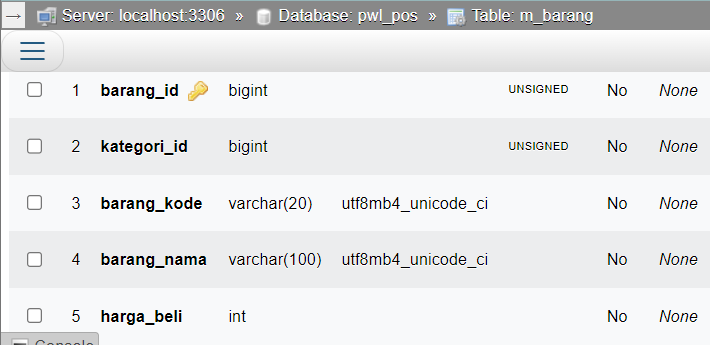 Server: localhost:3306 » Database: pwl_pos » Table: m_barang
1 barang_id bigint UNSIGNED No None
2 kategori_id bigint UNSIGNED No None
3 barang_kode varchar(20) utf8mb4_unicode_ci No None
4 barang_nama varchar(100) utf8mb4_unicode_ci No None
5 harga_beli int No None
Console